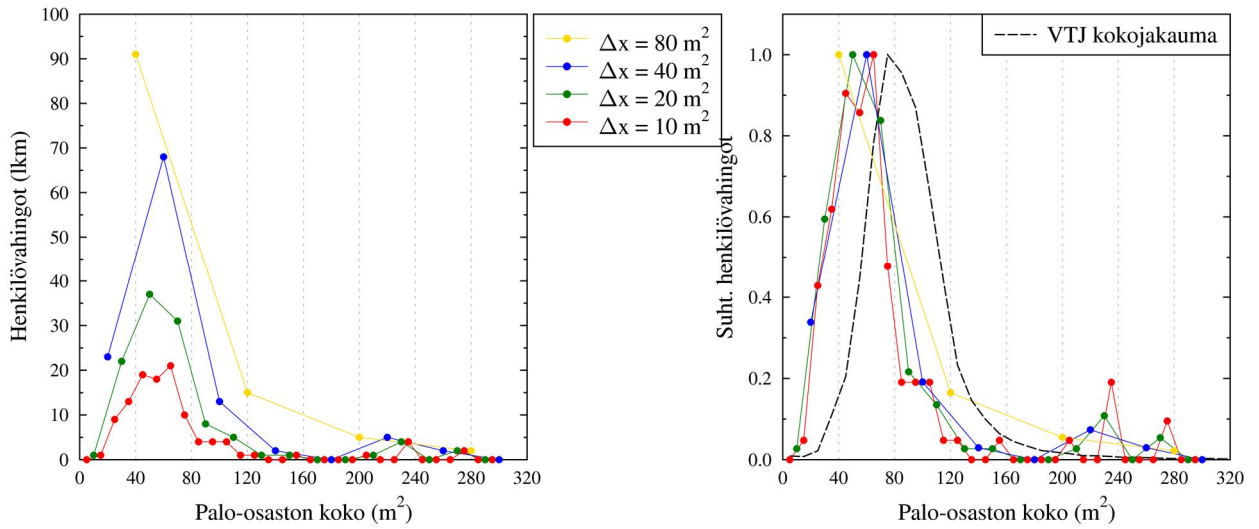 100
90
80
70
60
50
40
30
20
10
0
Henkilövahingot (lkm)
0 40 80 120 160 200 240 280 320
Palo-osaston koko (m²)
Δx = 80 m²
Δx = 40 m²
Δx = 20 m²
Δx = 10 m²
1.0
0.8
0.6
0.4
0.2
0.0
Suht. henkilövahingot
0 40 80 120 160 200 240 280 320
Palo-osaston koko (m²)
VTJ kokojakauma